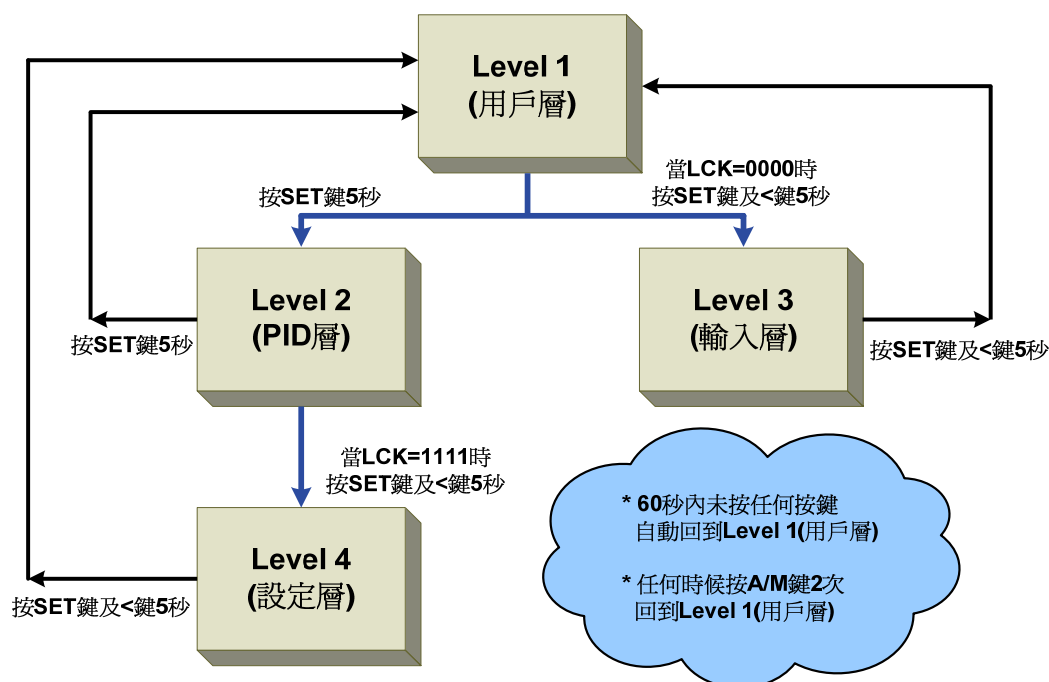 Level 1
(用戶層)
按SET鍵5秒
當LCK=0000時
按SET鍵及<鍵5秒
Level 2
(PID層)
Level 3
(輸入層)
按SET鍵5秒
按SET鍵及<鍵5秒
當LCK=1111時
按SET鍵及<鍵5秒
Level 4
(設定層)
按SET鍵及<鍵5秒
* 60秒內未按任何按鍵
自動回到Level 1(用戶層)
* 任何時候按A/M鍵2次
回到Level 1(用戶層)